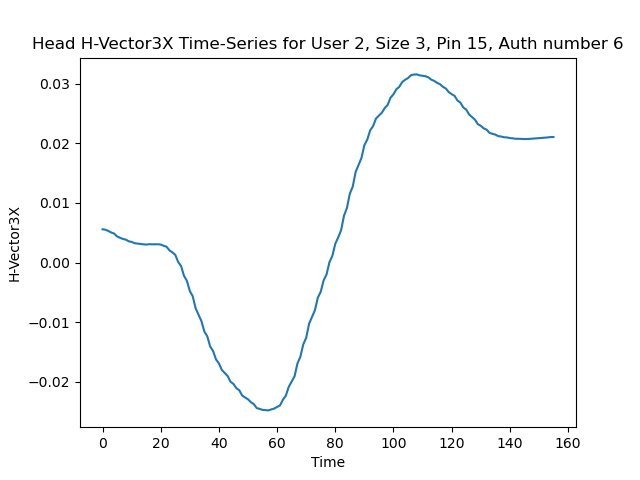 Head H-Vector3X Time-Series for User 2, Size 3, Pin 15, Auth number 6
0.03
0.02
0.01
0.00
−0.01
−0.02
H-Vector3X
0 20 40 60 80 100 120 140 160
Time